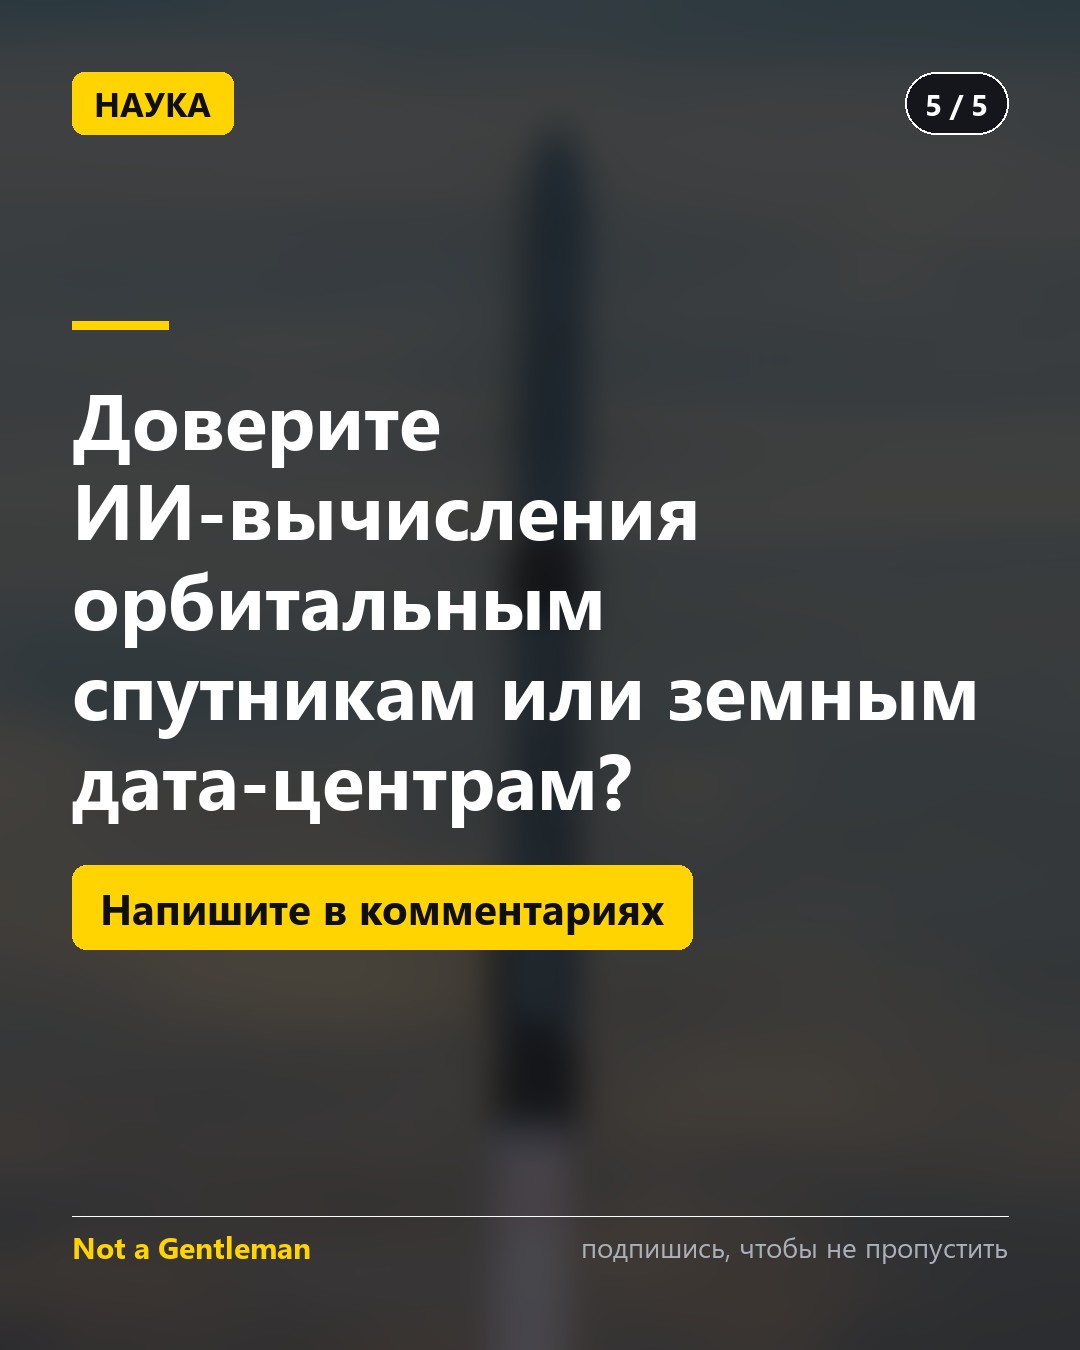 НАУКА
5 / 5
Доверите
ИИ-вычисления
орбитальным
спутникам или земным
дата-центрам?
Напишите в комментариях
Not a Gentleman
подпишись, чтобы не пропустить